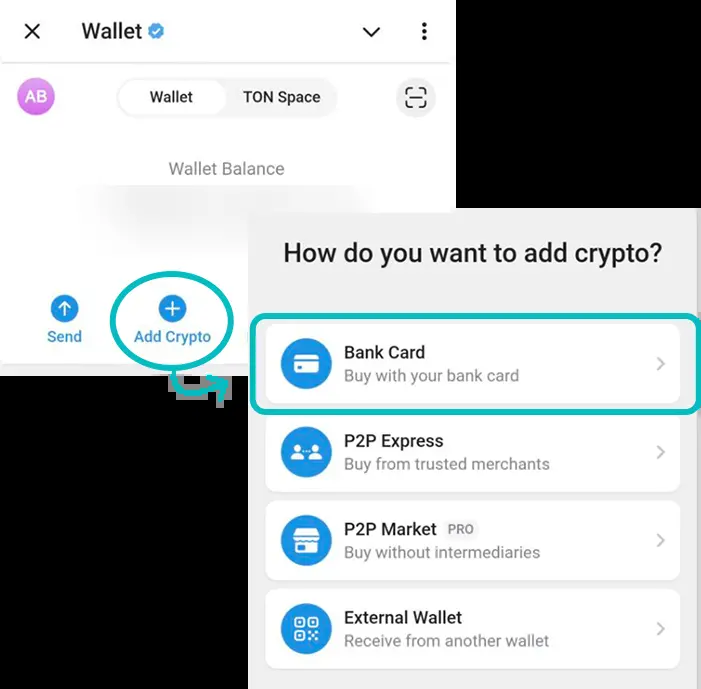 Wallet
AB
Wallet
TON Space
Wallet Balance
Send
Add Crypto
How do you want to add crypto?
Bank Card
Buy with your bank card
P2P Express
Buy from trusted merchants
P2P Market PRO
Buy without intermediaries
External Wallet
Receive from another wallet